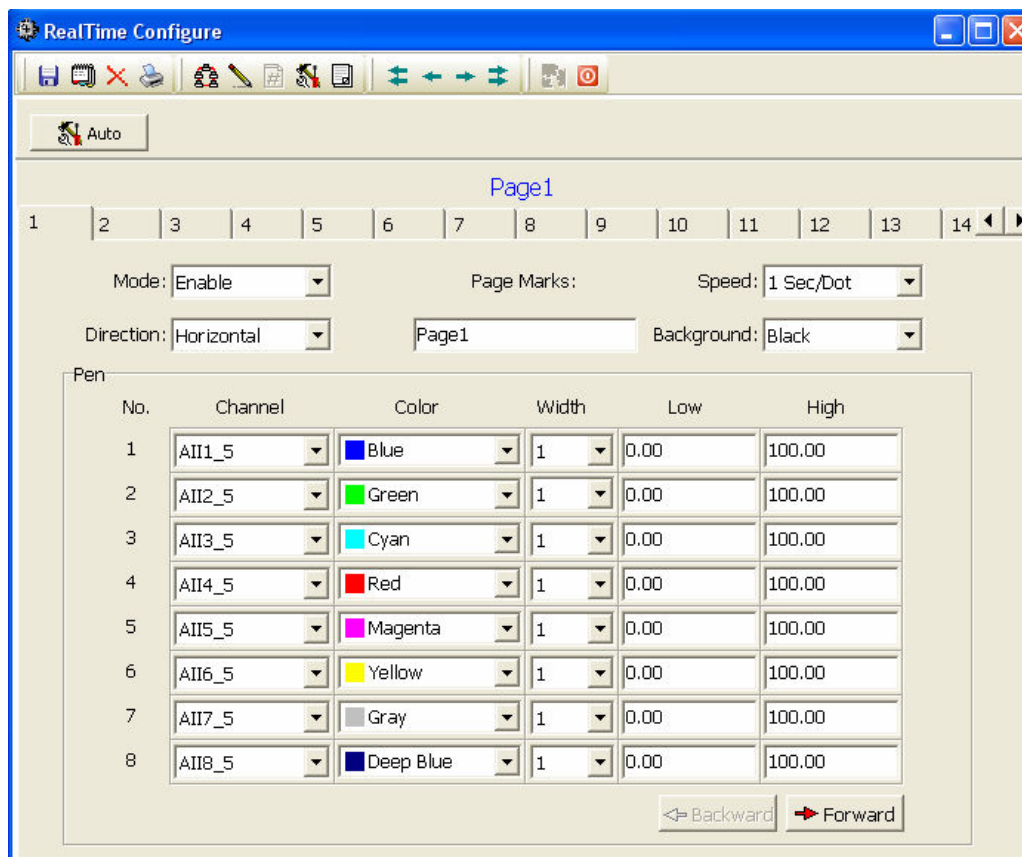 RealTime Configure
Auto
Page1
1 2 3 4 5 6 7 8 9 10 11 12 13 14
Mode: Enable Page Marks: Speed: 1 Sec/Dot
Direction: Horizontal Page1 Background: Black
Pen
No. Channel Color Width Low High
1 AII1_5 Blue 1 0.00 100.00
2 AII2_5 Green 1 0.00 100.00
3 AII3_5 Cyan 1 0.00 100.00
4 AII4_5 Red 1 0.00 100.00
5 AII5_5 Magenta 1 0.00 100.00
6 AII6_5 Yellow 1 0.00 100.00
7 AII7_5 Gray 1 0.00 100.00
8 AII8_5 Deep Blue 1 0.00 100.00
Backward Forward